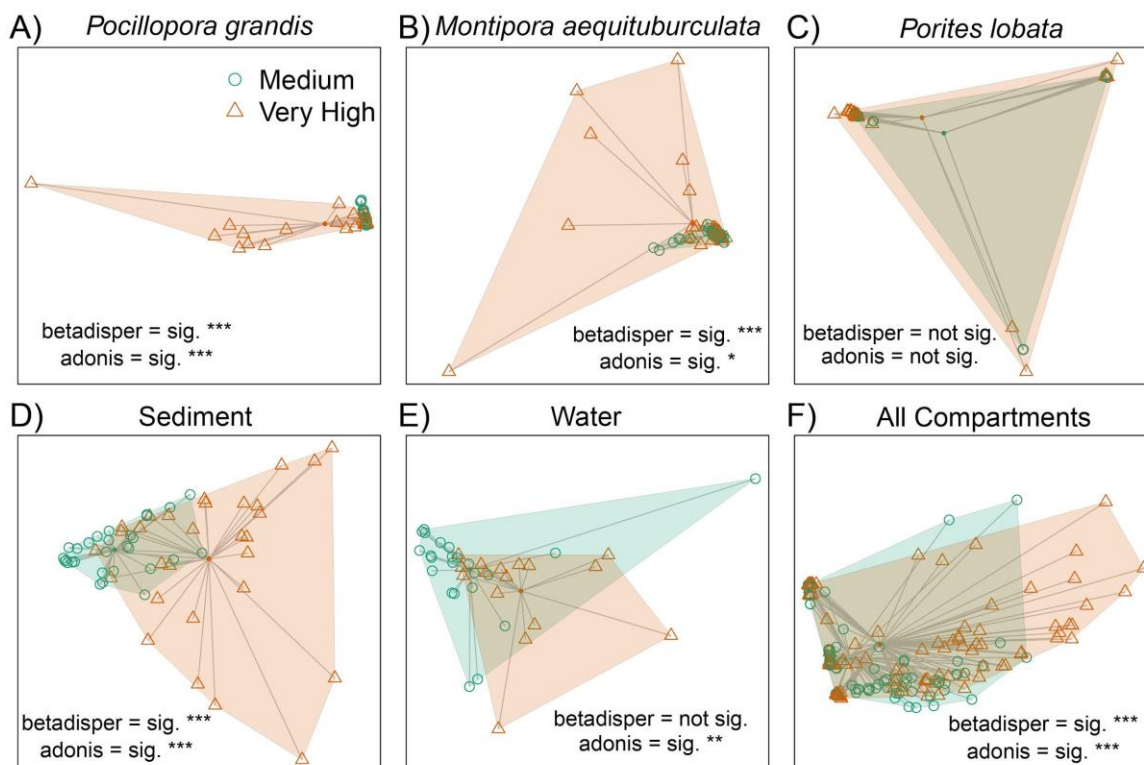 A) Pocillopora grandis
Medium
Very High
betadisper = sig. ***
adonis = sig. ***
B) Montipora aequituburculata
betadisper = sig. ***
adonis = sig. *
C) Porites lobata
betadisper = not sig.
adonis = not sig.
D) Sediment
betadisper = sig. ***
adonis = sig. ***
E) Water
betadisper = not sig.
adonis = sig. **
F) All Compartments
betadisper = sig. ***
adonis = sig. ***